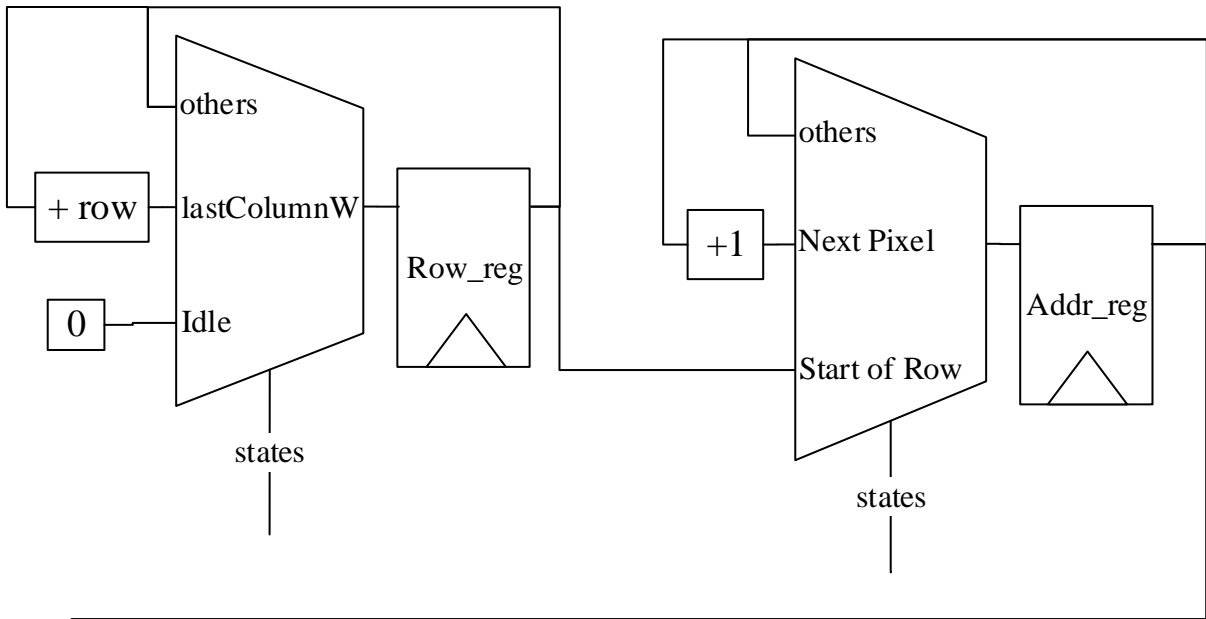 others
+ row
lastColumnW
Row_reg
0
Idle
states
others
+1
Next Pixel
Addr_reg
Start of Row
states